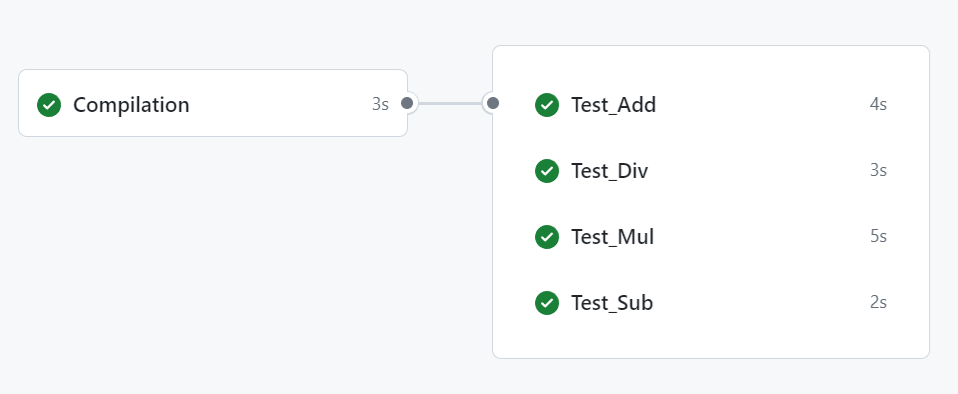 Compilation 3s
Test_Add 4s
Test_Div 3s
Test_Mul 5s
Test_Sub 2s